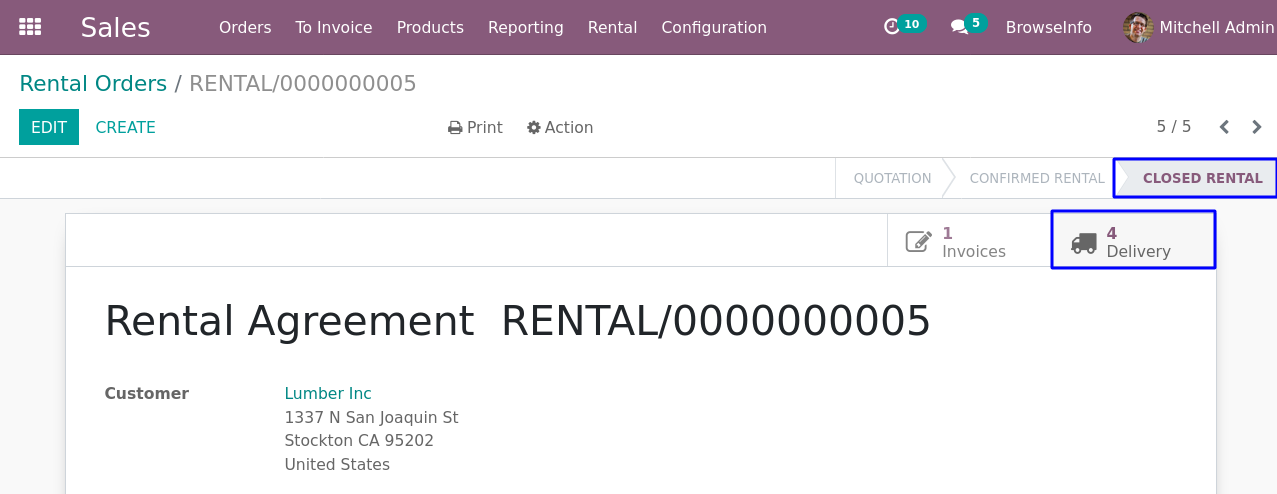 Sales Orders To Invoice Products Reporting Rental Configuration 10 5 BrowseInfo Mitchell Admin
Rental Orders / RENTAL/0000000005
EDIT CREATE Print Action 5 / 5
QUOTATION CONFIRMED RENTAL CLOSED RENTAL
1 Invoices
4 Delivery
Rental Agreement RENTAL/0000000005
Customer Lumber Inc
1337 N San Joaquin St
Stockton CA 95202
United States